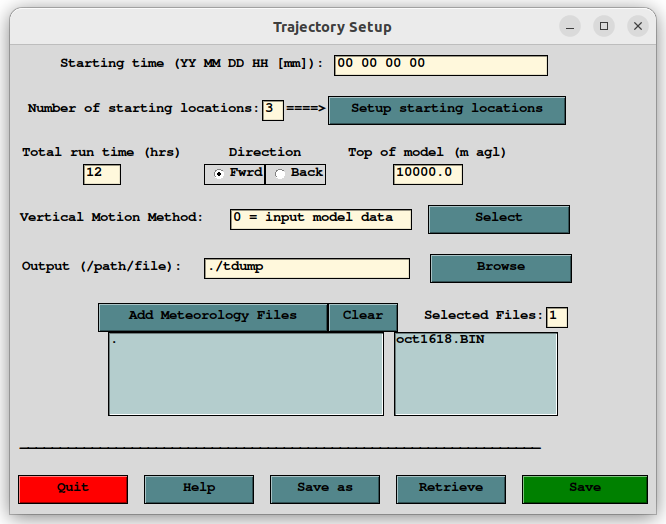 Trajectory Setup
Starting time (YY MM DD HH [mm]): 00 00 00 00
Number of starting locations: 3 ====> Setup starting locations
Total run time (hrs) Direction Top of model (m agl)
12 Fwrd Back 10000.0
Vertical Motion Method: 0 = input model data Select
Output (/path/file): ./tdump Browse
Add Meteorology Files Clear Selected Files: 1
. oct1618.BIN
Quit Help Save as Retrieve Save